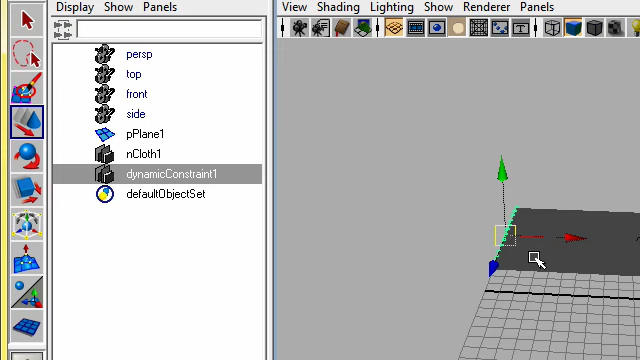 Display Show Panels
View Shading Lighting Show Renderer Panels
persp
top
front
side
pPlane1
nCloth1
dynamicConstraint1
defaultObjectSet